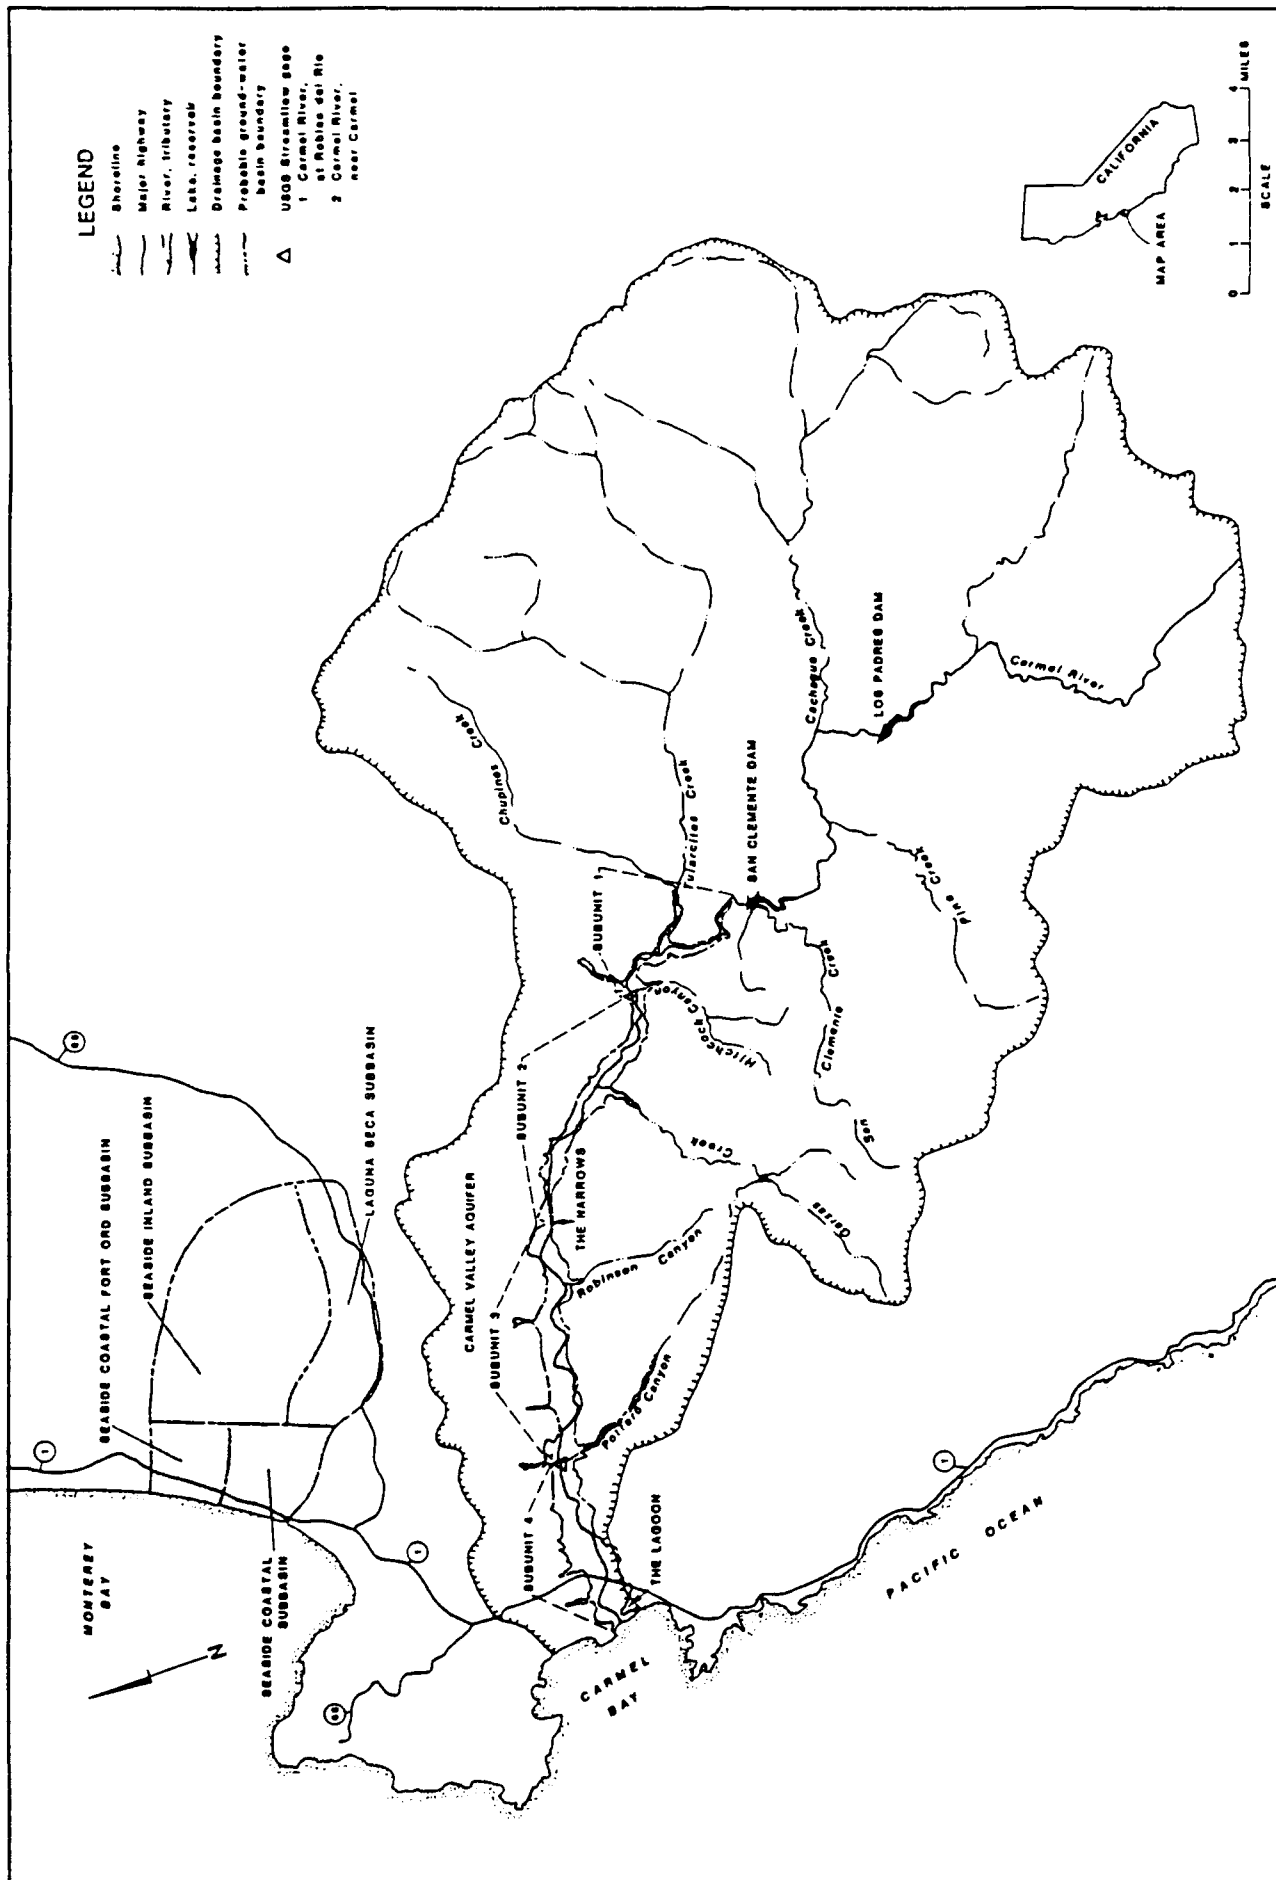 LEGEND
Shoreline
Major highway
River, tributary
Lake, reservoir
Drainage basin boundary
Probable ground-water
basin boundary
USGS Streamflow gage
1 Carmel River,
at Robles del Rio
2 Carmel River,
near Carmel
CALIFORNIA
MAP AREA
0 1 2 3 4 MILES
SCALE
MONTEREY
BAY
N
SEASIDE COASTAL FORT ORD SUBBASIN
SEASIDE INLAND SUBBASIN
LAGUNA SECA SUBBASIN
SEASIDE COASTAL
SUBBASIN
1
68
1
68
CARMEL VALLEY AQUIFER
SUBUNIT 4
SUBUNIT 3
SUBUNIT 2
SUBUNIT 1
2
1
THE NARROWS
THE LAGOON
CARMEL
BAY
Potrero Canyon
Robinson Canyon
Garzas Creek
Hitchcock Canyon
San Clemente Creek
Chupines Creek
Tularcitos Creek
SAN CLEMENTE DAM
Pine Creek
Cachagua Creek
LOS PADRES DAM
Carmel River
1
PACIFIC OCEAN